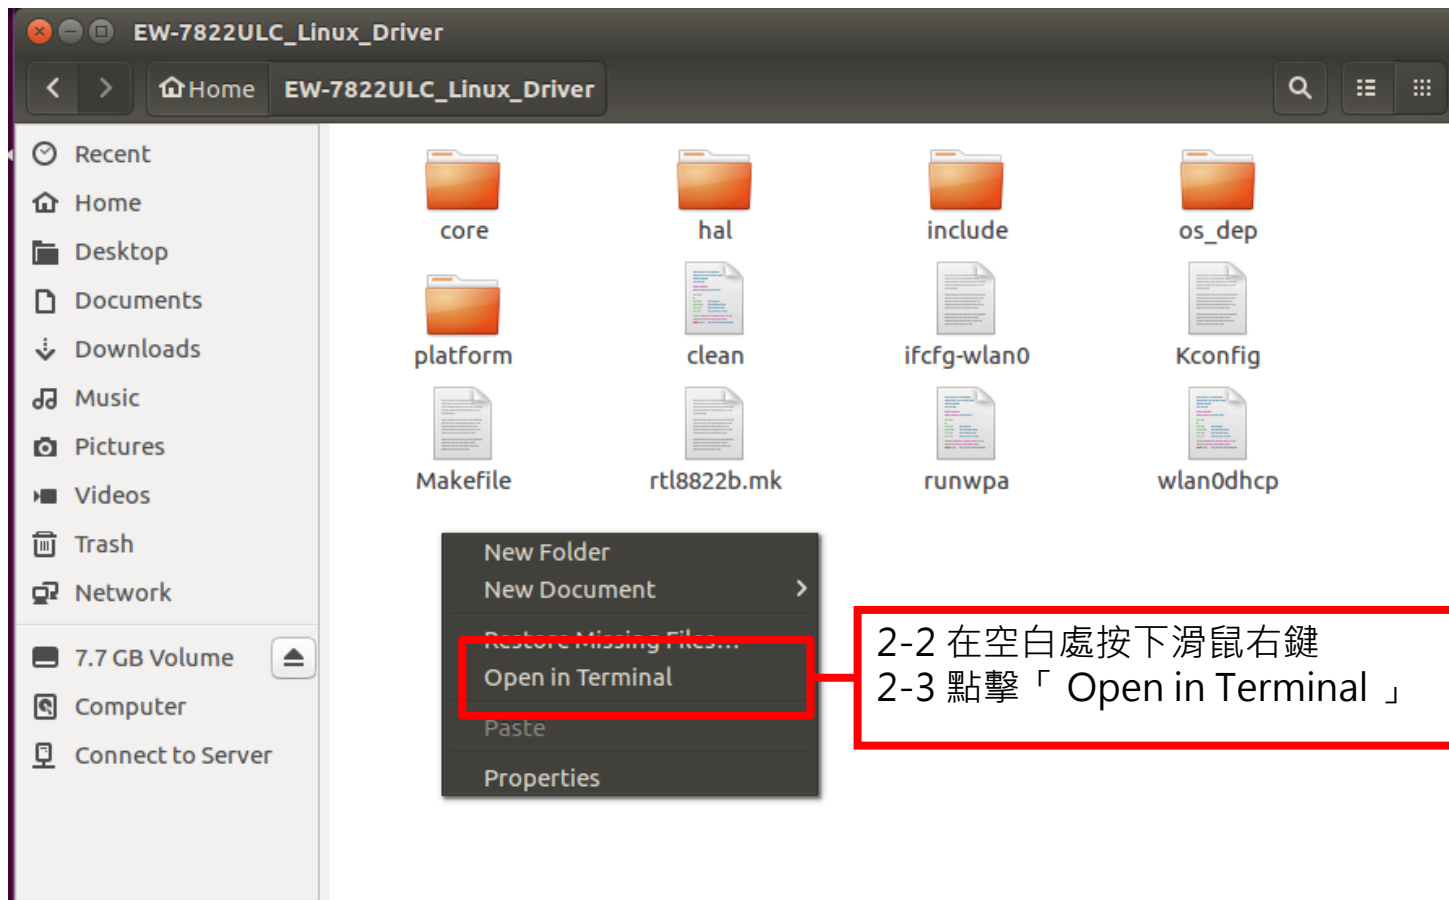 EW-7822ULC_Linux_Driver
Home EW-7822ULC_Linux_Driver
Recent
Home
Desktop
Documents
Downloads
Music
Pictures
Videos
Trash
Network
7.7 GB Volume
Computer
Connect to Server
core hal include os_dep
platform clean ifcfg-wlan0 Kconfig
Makefile rtl8822b.mk runwpa wlan0dhcp
New Folder
New Document
Restore Missing Files...
Open in Terminal
Paste
Properties
2-2 在空白處按下滑鼠右鍵
2-3 點擊「 Open in Terminal 」